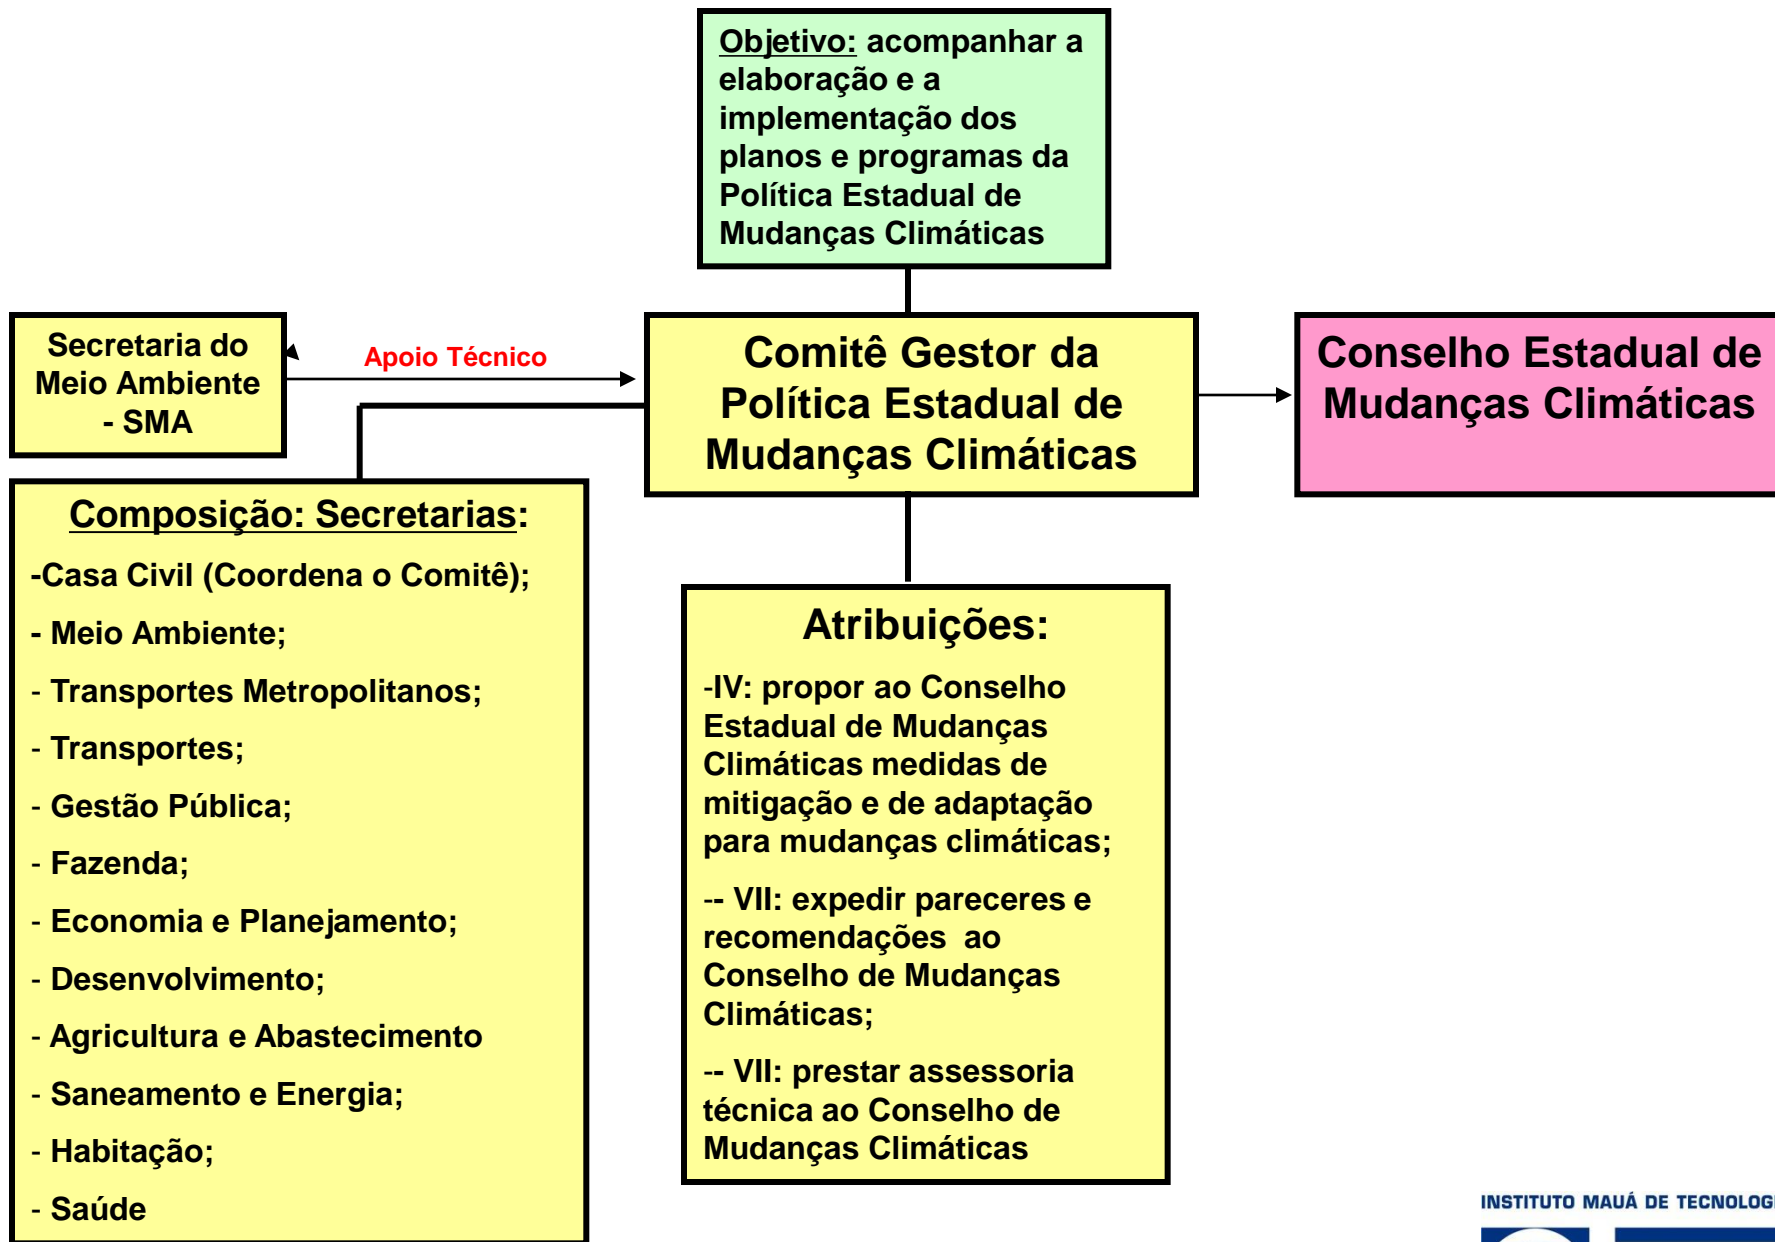 Objetivo: acompanhar a
elaboração e a
implementação dos
planos e programas da
Política Estadual de
Mudanças Climáticas
Secretaria do
Meio Ambiente
- SMA
Apoio Técnico
Comitê Gestor da
Política Estadual de
Mudanças Climáticas
Conselho Estadual de
Mudanças Climáticas
Composição: Secretarias:
-Casa Civil (Coordena o Comitê);
- Meio Ambiente;
- Transportes Metropolitanos;
- Transportes;
- Gestão Pública;
- Fazenda;
- Economia e Planejamento;
- Desenvolvimento;
- Agricultura e Abastecimento
- Saneamento e Energia;
- Habitação;
- Saúde
Atribuições:
-IV: propor ao Conselho
Estadual de Mudanças
Climáticas medidas de
mitigação e de adaptação
para mudanças climáticas;
-- VII: expedir pareceres e
recomendações ao
Conselho de Mudanças
Climáticas;
-- VII: prestar assessoria
técnica ao Conselho de
Mudanças Climáticas
INSTITUTO MAUÁ DE TECNOLOG